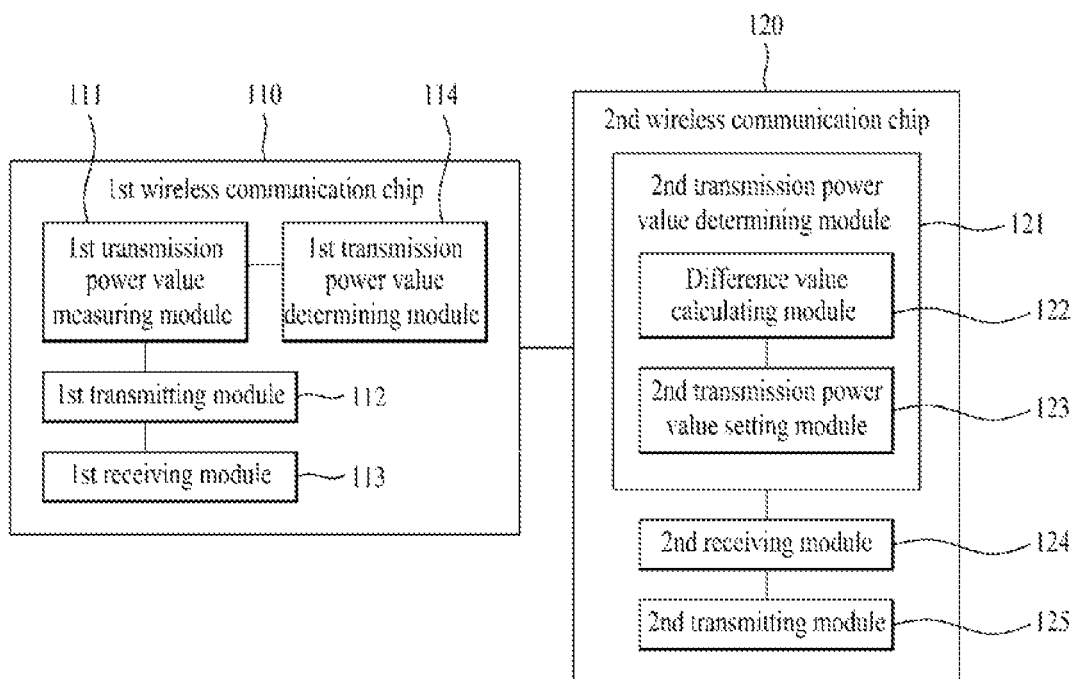 120
111
110
114
2nd wireless communication chip
1st wireless communication chip
2nd transmission power
value determining module
121
1st transmission
power value
measuring module
1st transmission
power value
determining module
Difference value
calculating module
122
1st transmitting module
112
2nd transmission power
value setting module
123
1st receiving module
113
2nd receiving module
124
2nd transmitting module
125